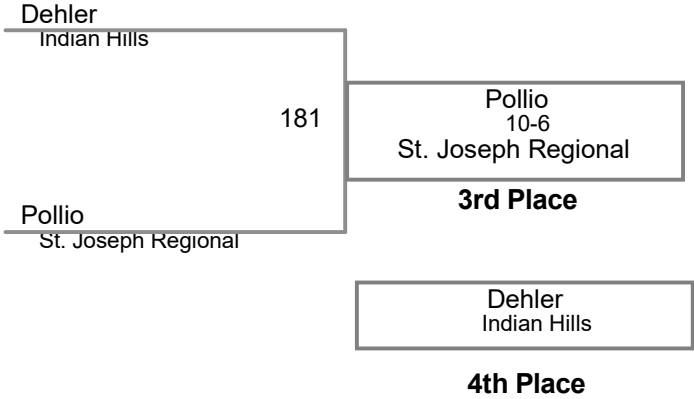 Dehler
Indian Hills
181
Pollio
10-6
St. Joseph Regional
3rd Place
Pollio
St. Joseph Regional
Dehler
Indian Hills
4th Place